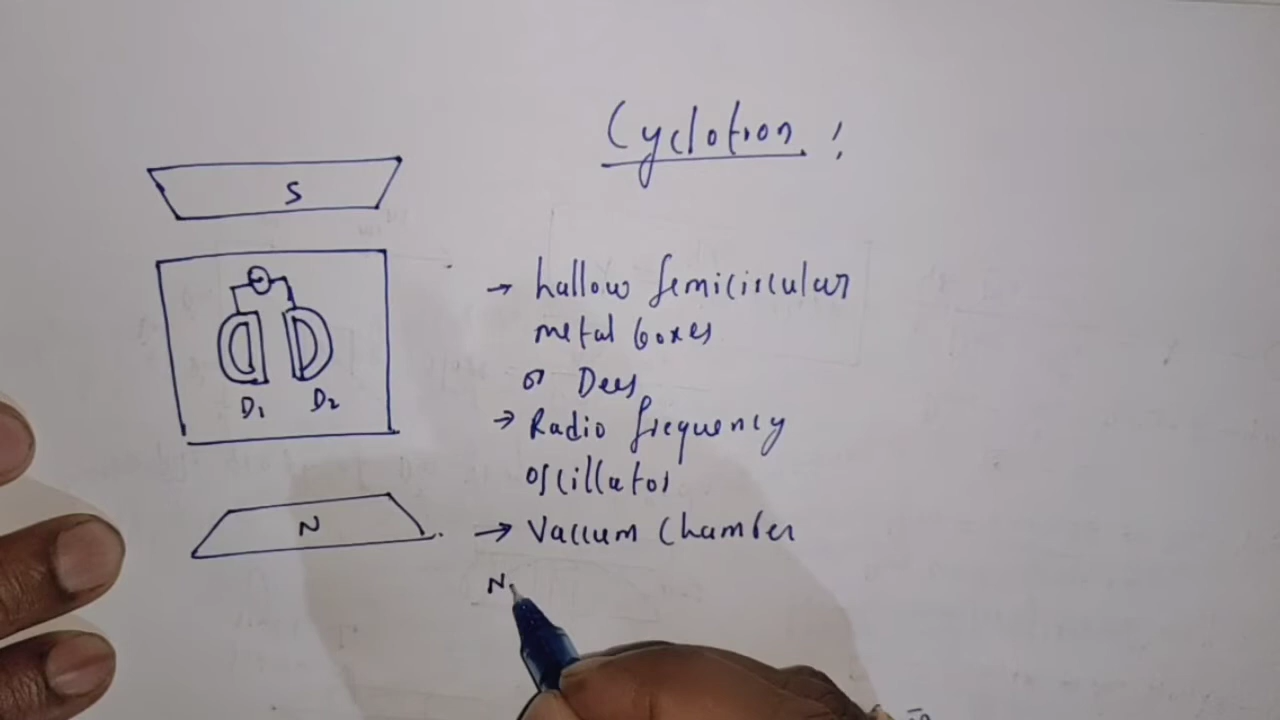 Cyclotron :
S
→ hallow semicircular
metal boxes
or Dees
D1 D2
→ Radio frequency
oscillator
N
→ Vaccum Chamber
N